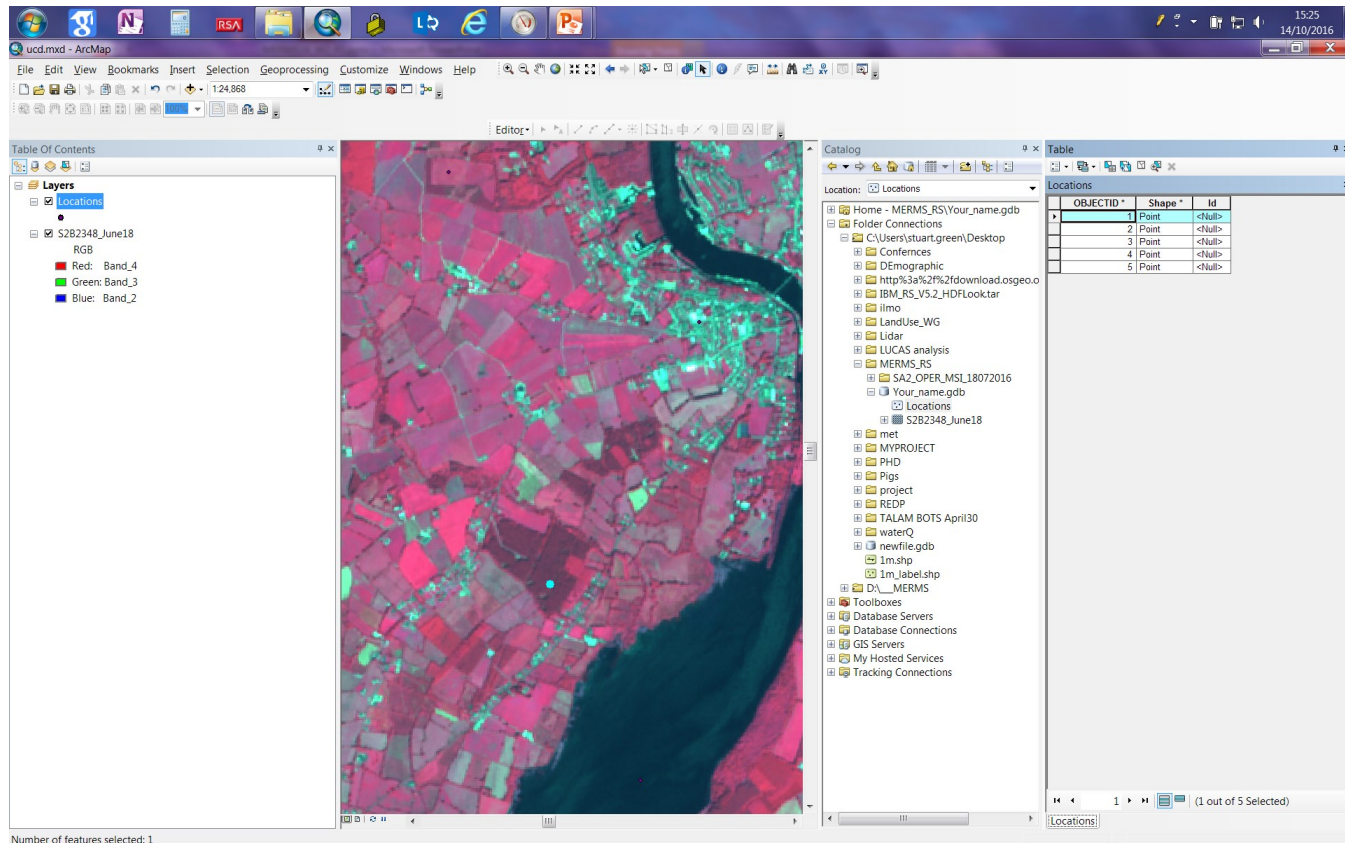 RSA
15:25
14/10/2016
ucd.mxd - ArcMap
File Edit View Bookmarks Insert Selection Geoprocessing Customize Windows Help
1:24,868
100%
Editor
Table Of Contents
Layers
Locations
S2B2348_June18
RGB
Red: Band_4
Green: Band_3
Blue: Band_2
Catalog
Location: Locations
Home - MERMS_RS\Your_name.gdb
Folder Connections
C:\Users\stuart.green\Desktop
Confernces
DEmographic
http%3a%2f%2fdownload.osgeo.o
IBM_RS_V5.2_HDFLook.tar
ilmo
LandUse_WG
Lidar
LUCAS analysis
MERMS_RS
SA2_OPER_MSI_18072016
Your_name.gdb
Locations
S2B2348_June18
met
MYPROJECT
PHD
Pigs
project
REDP
TALAM BOTS April30
waterQ
newfile.gdb
1m.shp
1m_label.shp
D:\__MERMS
Toolboxes
Database Servers
Database Connections
GIS Servers
My Hosted Services
Tracking Connections
Table
Locations
OBJECTID * Shape * Id
1 Point <Null>
2 Point <Null>
3 Point <Null>
4 Point <Null>
5 Point <Null>
1 (1 out of 5 Selected)
Locations
Number of features selected: 1